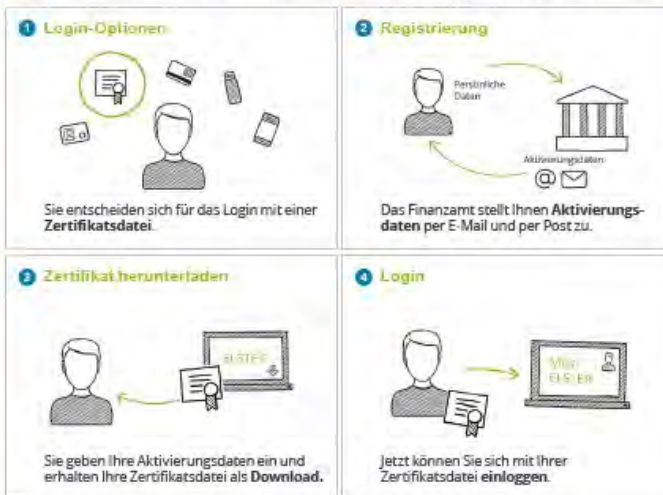 1 Login-Optionen
Sie entscheiden sich für das Login mit einer
Zertifikatsdatei.
2 Registrierung
Persönliche
Daten
Aktivierungsdaten
@
Das Finanzamt stellt Ihnen Aktivierungs-
daten per E-Mail und per Post zu.
3 Zertifikat herunterladen
ELSTER
Sie geben Ihre Aktivierungsdaten ein und
erhalten Ihre Zertifikatsdatei als Download.
4 Login
Mein
ELSTER
Jetzt können Sie sich mit Ihrer
Zertifikatsdatei einloggen.